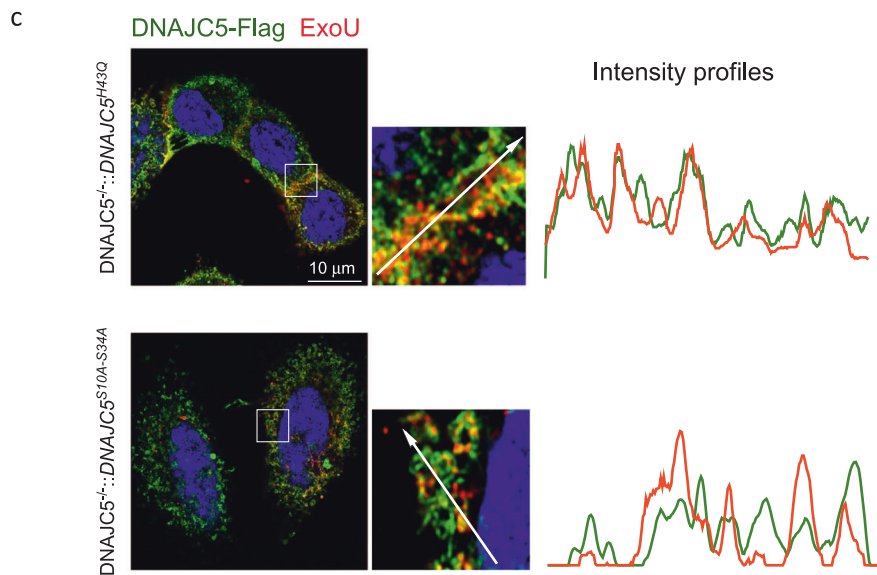 c
DNAJC5-Flag ExoU
Intensity profiles
DNAJC5-/-::DNAJC5H43Q
10 μm
DNAJC5-/-::DNAJC5S10A-S34A